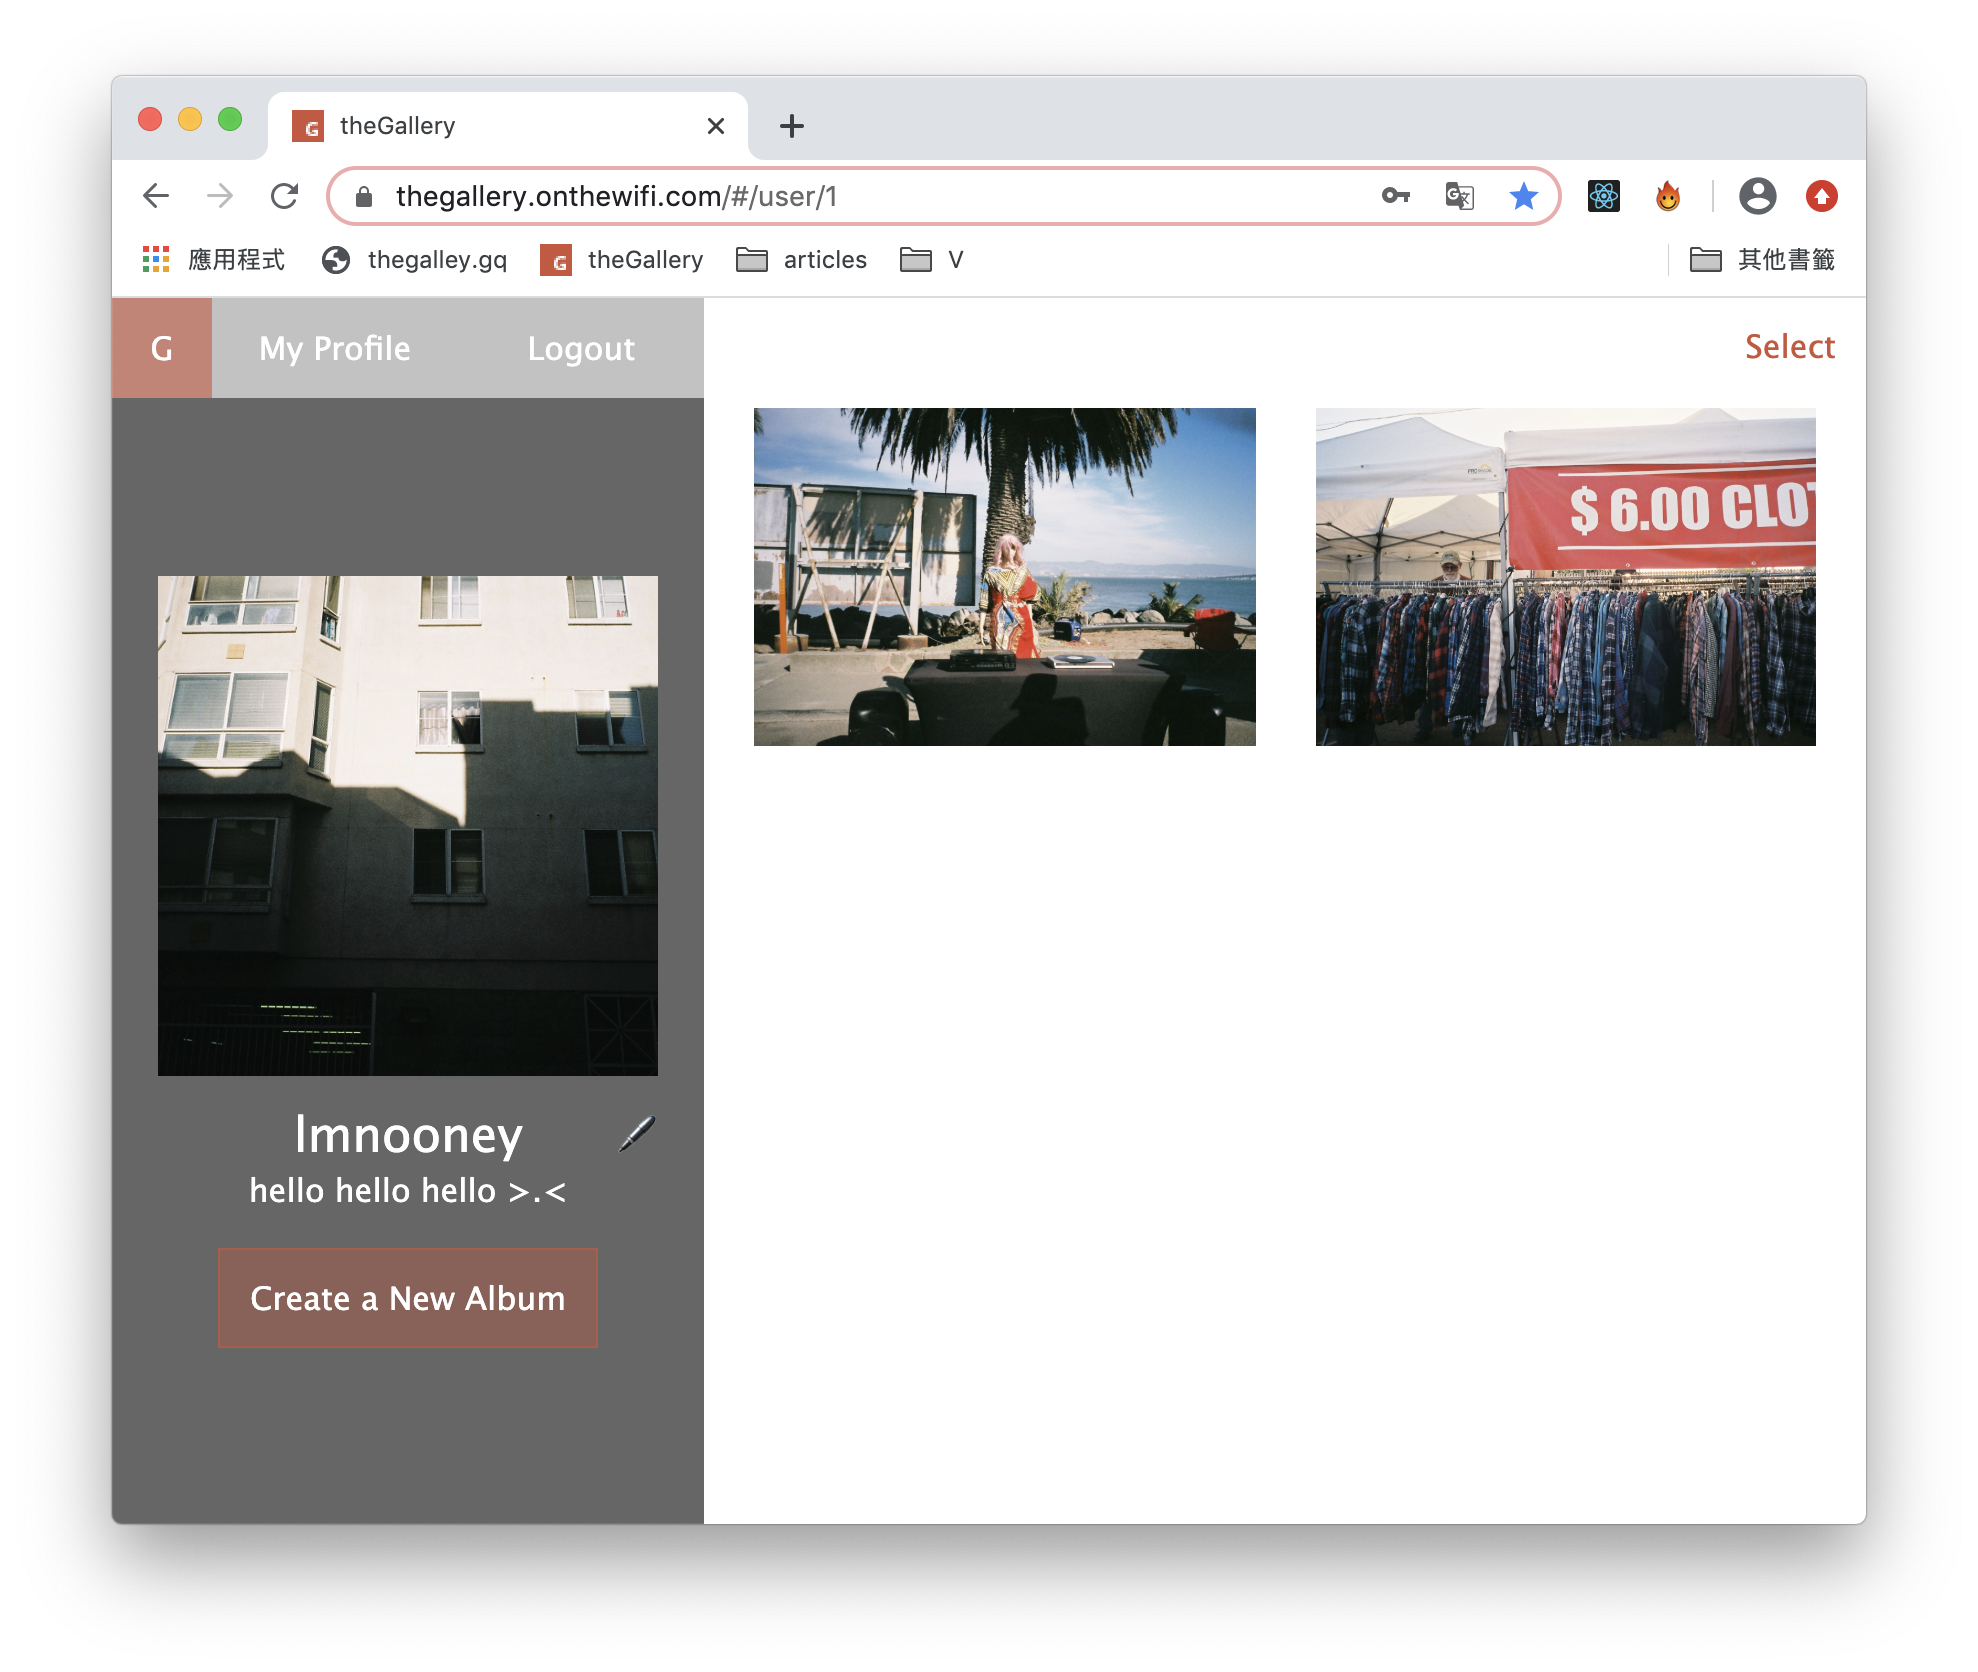 theGallery
thegallery.onthewifi.com/#/user/1
應用程式 thegalley.gq theGallery articles V 其他書籤
G My Profile Logout Select
$ 6.00 CLOT
lmnooney
hello hello hello >.<
Create a New Album